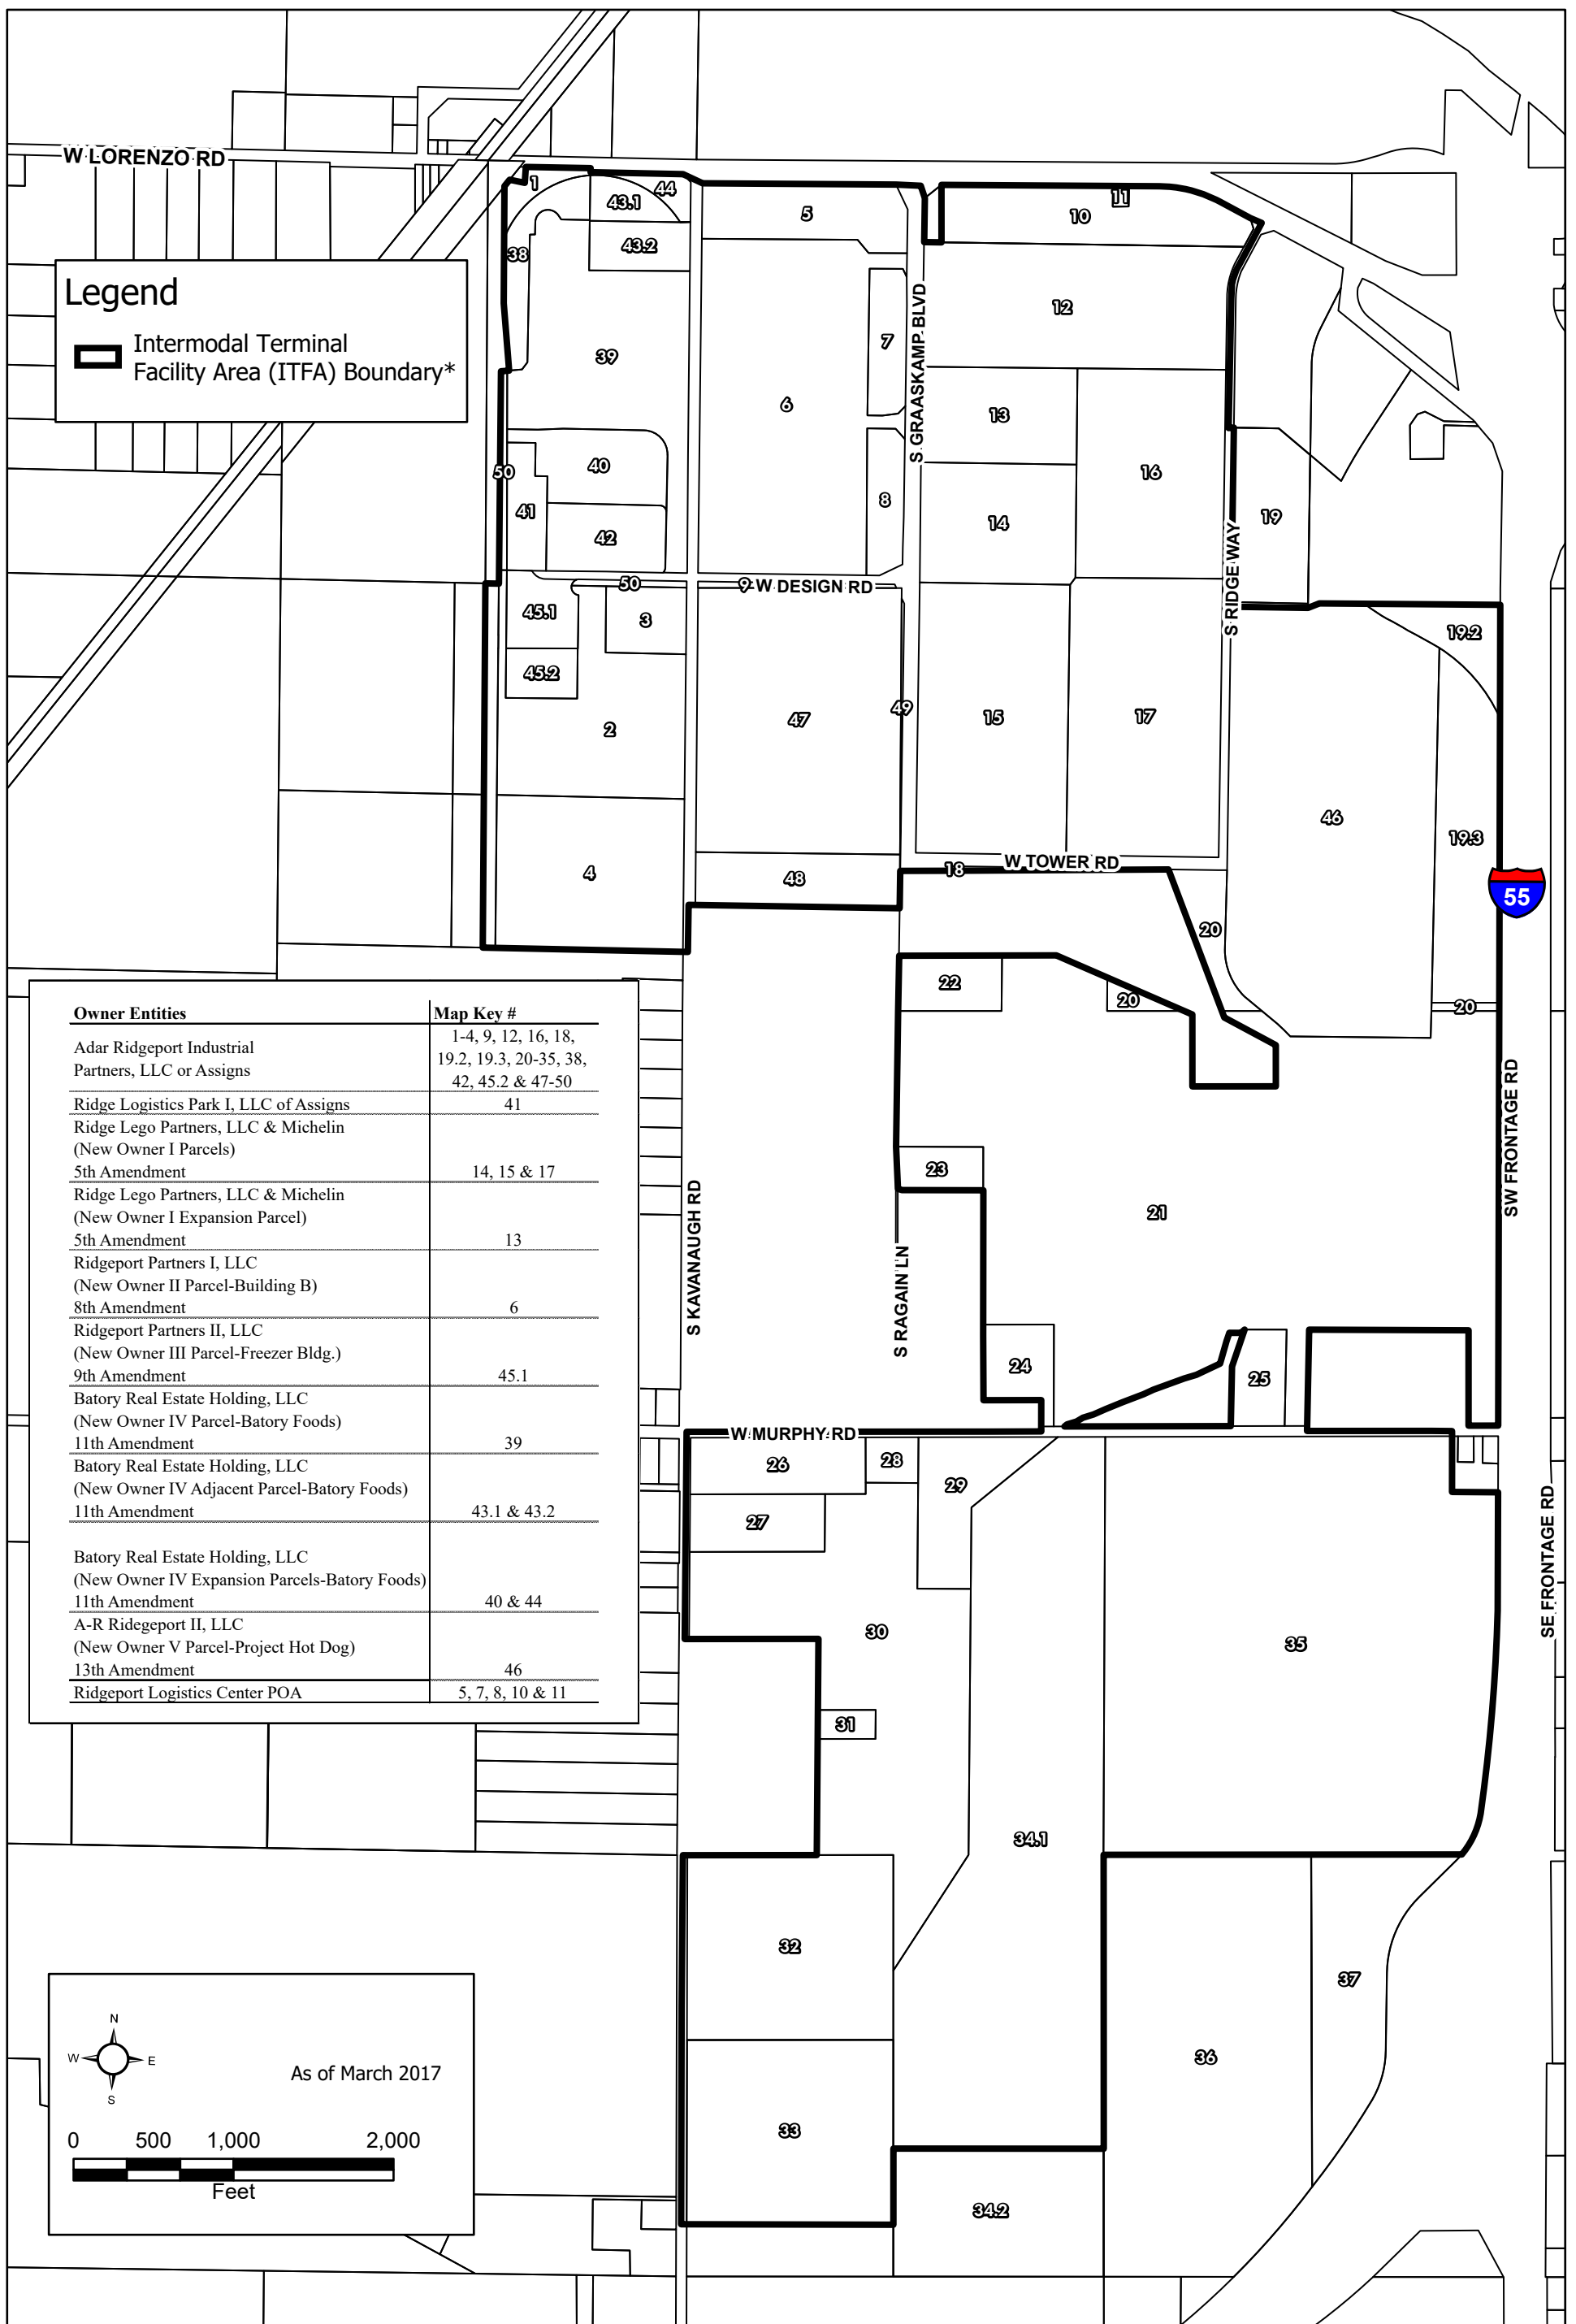 W LORENZO RD
1
44
43.1
5
11
10
43.2
38
Legend
Intermodal Terminal
Facility Area (ITFA) Boundary*
12
7
39
6
S GRAASKAMP BLVD
13
40
50
16
8
41
14
19
42
S RIDGE WAY
50
9
W DESIGN RD
45.1
3
19.2
45.2
49
47
15
17
2
46
19.3
W TOWER RD
18
4
48
55
20
22
20
20
Owner Entities Map Key #
Adar Ridgeport Industrial
Partners, LLC or Assigns
1-4, 9, 12, 16, 18,
19.2, 19.3, 20-35, 38,
42, 45.2 & 47-50
Ridge Logistics Park I, LLC of Assigns 41
Ridge Lego Partners, LLC & Michelin
(New Owner I Parcels)
5th Amendment 14, 15 & 17
Ridge Lego Partners, LLC & Michelin
(New Owner I Expansion Parcel)
5th Amendment 13
Ridgeport Partners I, LLC
(New Owner II Parcel-Building B)
8th Amendment 6
Ridgeport Partners II, LLC
(New Owner III Parcel-Freezer Bldg.)
9th Amendment 45.1
Batory Real Estate Holding, LLC
(New Owner IV Parcel-Batory Foods)
11th Amendment 39
Batory Real Estate Holding, LLC
(New Owner IV Adjacent Parcel-Batory Foods)
11th Amendment 43.1 & 43.2
Batory Real Estate Holding, LLC
(New Owner IV Expansion Parcels-Batory Foods)
11th Amendment 40 & 44
A-R Ridegeport II, LLC
(New Owner V Parcel-Project Hot Dog)
13th Amendment 46
Ridgeport Logistics Center POA 5, 7, 8, 10 & 11
SW FRONTAGE RD
23
21
S KAVANAUGH RD
S RAGAIN LN
24
25
W MURPHY RD
26
28
29
27
SE FRONTAGE RD
30
35
31
34.1
32
37
36
33
34.2
N
W
E
S
As of March 2017
0 500 1,000 2,000
Feet